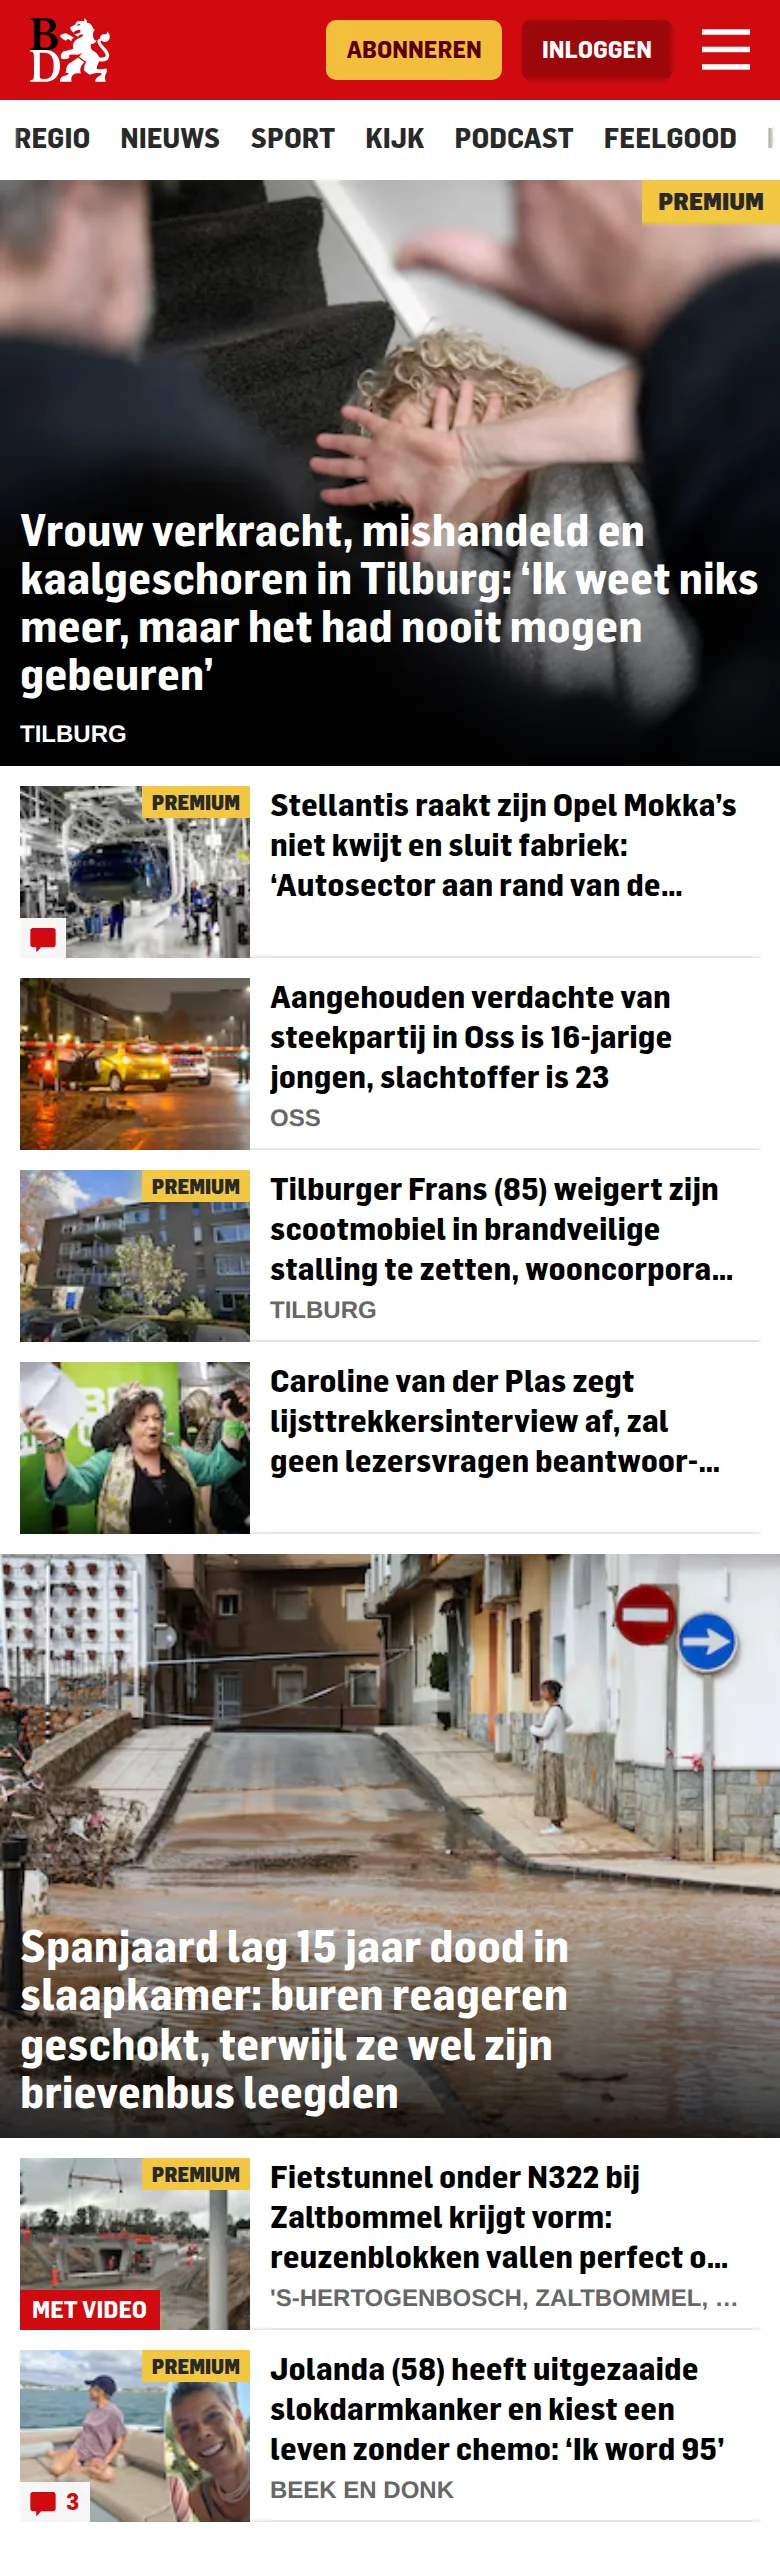 BD
ABONNEREN
INLOGGEN
REGIO NIEUWS SPORT KIJK PODCAST FEELGOOD
PREMIUM
Vrouw verkracht, mishandeld en
kaalgeschoren in Tilburg: ‘Ik weet niks
meer, maar het had nooit mogen
gebeuren’
TILBURG
PREMIUM
Stellantis raakt zijn Opel Mokka’s
niet kwijt en sluit fabriek:
‘Autosector aan rand van de...
Aangehouden verdachte van
steekpartij in Oss is 16-jarige
jongen, slachtoffer is 23
OSS
PREMIUM
Tilburger Frans (85) weigert zijn
scootmobiel in brandveilige
stalling te zetten, wooncorpora...
TILBURG
Caroline van der Plas zegt
lijsttrekkersinterview af, zal
geen lezersvragen beantwoor-...
Spanjaard lag 15 jaar dood in
slaapkamer: buren reageren
geschokt, terwijl ze wel zijn
brievenbus leegden
PREMIUM
MET VIDEO
Fietstunnel onder N322 bij
Zaltbommel krijgt vorm:
reuzenblokken vallen perfect o...
'S-HERTOGENBOSCH, ZALTBOMMEL, ...
PREMIUM
3
Jolanda (58) heeft uitgezaaide
slokdarmkanker en kiest een
leven zonder chemo: ‘Ik word 95’
BEEK EN DONK